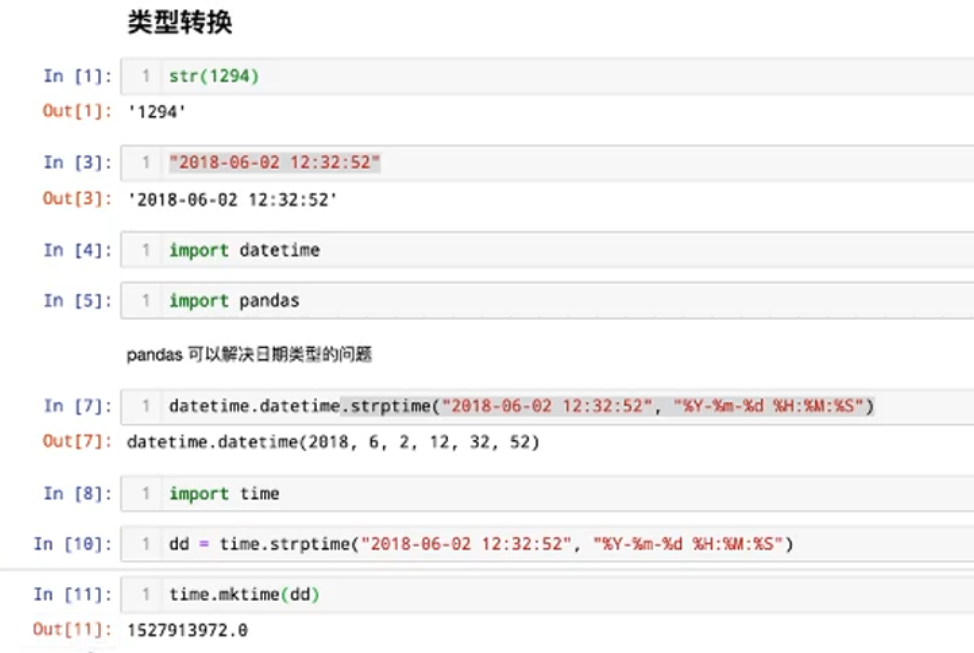 类型转换
In [1]: 1 str(1294)
Out[1]: '1294'
In [3]: 1 "2018-06-02 12:32:52"
Out[3]: '2018-06-02 12:32:52'
In [4]: 1 import datetime
In [5]: 1 import pandas
pandas 可以解决日期类型的问题
In [7]: 1 datetime.datetime.strptime("2018-06-02 12:32:52", "%Y-%m-%d %H:%M:%S")
Out[7]: datetime.datetime(2018, 6, 2, 12, 32, 52)
In [8]: 1 import time
In [10]: 1 dd = time.strptime("2018-06-02 12:32:52", "%Y-%m-%d %H:%M:%S")
In [11]: 1 time.mktime(dd)
Out[11]: 1527913972.0